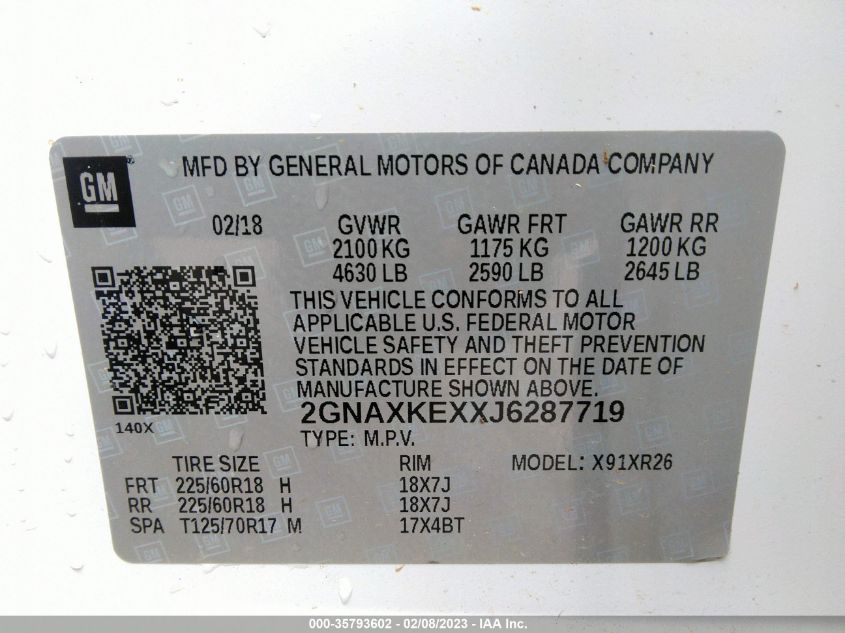 GM
MFD BY GENERAL MOTORS OF CANADA COMPANY
02/18 GVWR GAWR FRT GAWR RR
2100 KG 1175 KG 1200 KG
4630 LB 2590 LB 2645 LB
THIS VEHICLE CONFORMS TO ALL
APPLICABLE U.S. FEDERAL MOTOR
VEHICLE SAFETY AND THEFT PREVENTION
STANDARDS IN EFFECT ON THE DATE OF
MANUFACTURE SHOWN ABOVE.
2GNAXKEXXJ6287719
140X
TYPE: M.P.V.
TIRE SIZE RIM MODEL: X91XR26
FRT 225/60R18 H 18X7J
RR 225/60R18 H 18X7J
SPA T125/70R17 M 17X4BT
000-35793602 - 02/08/2023 - IAA Inc.